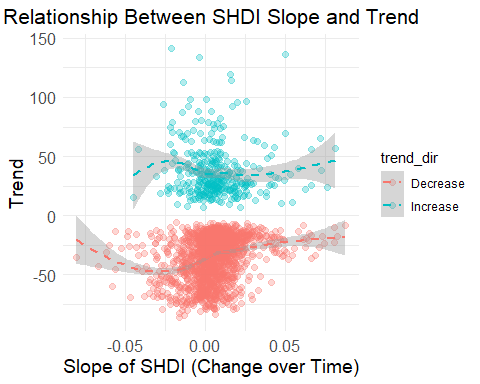 Relationship Between SHDI Slope and Trend
150
100
50
0
-50
Trend
-0.05 0.00 0.05
Slope of SHDI (Change over Time)
trend_dir
Decrease
Increase